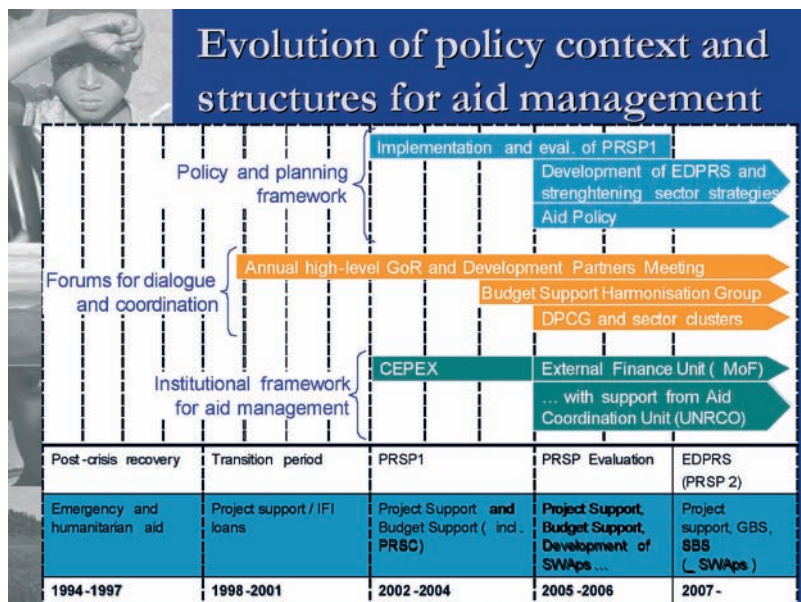 Evolution of policy context and
structures for aid management
Policy and planning
framework
Implementation and eval. of PRSP1
Development of EDPRS and
strenghtening sector strategies
Aid Policy
Forums for dialogue
and coordination
Annual high-level GoR and Development Partners Meeting
Budget Support Harmonisation Group
DPCG and sector clusters
Institutional framework
for aid management
CEPEX
External Finance Unit ( MoF)
... with support from Aid
Coordination Unit (UNRCO)
Post-crisis recovery
Transition period
PRSP1
PRSP Evaluation
EDPRS
(PRSP 2)
Emergency and
humanitarian aid
Project support / IFI
loans
Project Support and
Budget Support ( incl.
PRSC)
Project Support,
Budget Support,
Development of
SWAps ...
Project
support, GBS,
SBS
(_ SWAps )
1994-1997
1998-2001
2002-2004
2005-2006
2007-